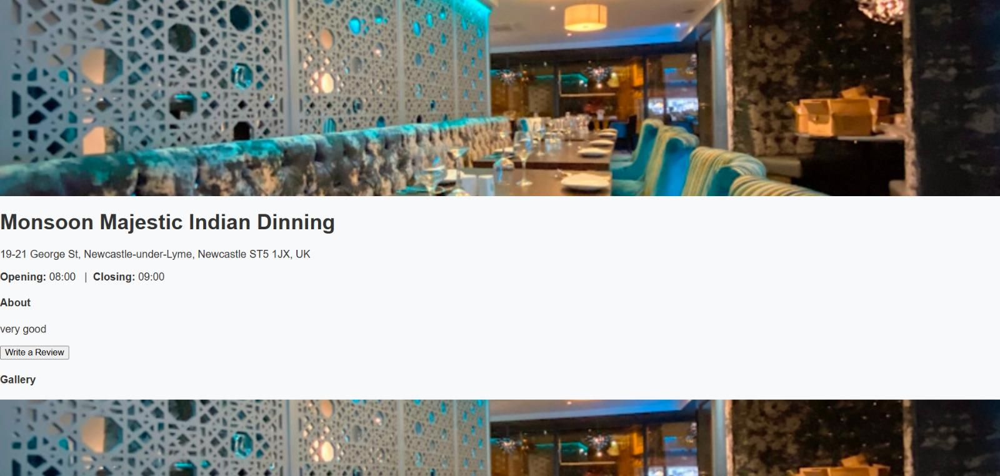 Monsoon Majestic Indian Dinning
19-21 George St, Newcastle-under-Lyme, Newcastle ST5 1JX, UK
Opening: 08:00 | Closing: 09:00
About
very good
Write a Review
Gallery